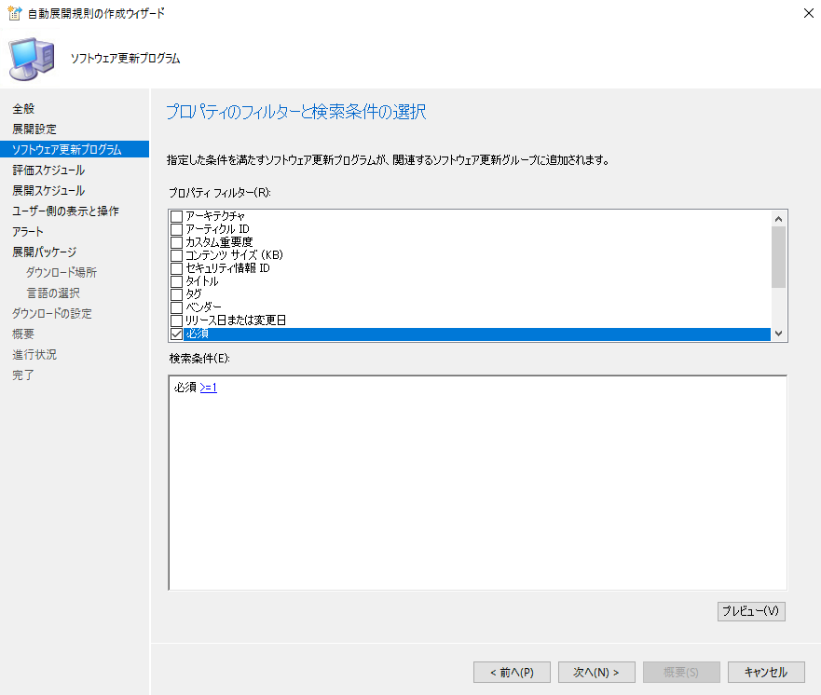 自動展開規則の作成ウィザード
ソフトウェア更新プログラム
全般
展開設定
ソフトウェア更新プログラム
評価スケジュール
展開スケジュール
ユーザー側の表示と操作
アラート
展開パッケージ
ダウンロード場所
言語の選択
ダウンロードの設定
概要
進行状況
完了
プロパティのフィルターと検索条件の選択
指定した条件を満たすソフトウェア更新プログラムが、関連するソフトウェア更新グループに追加されます。
プロパティ フィルター(R):
アーキテクチャ
アーティクル ID
カスタム重要度
コンテンツ サイズ (KB)
セキュリティ情報 ID
タイトル
タグ
ベンダー
リリース日または変更日
必須
検索条件(E):
必須 >=1
プレビュー(V)
< 前へ(P)
次へ(N) >
概要(S)
キャンセル